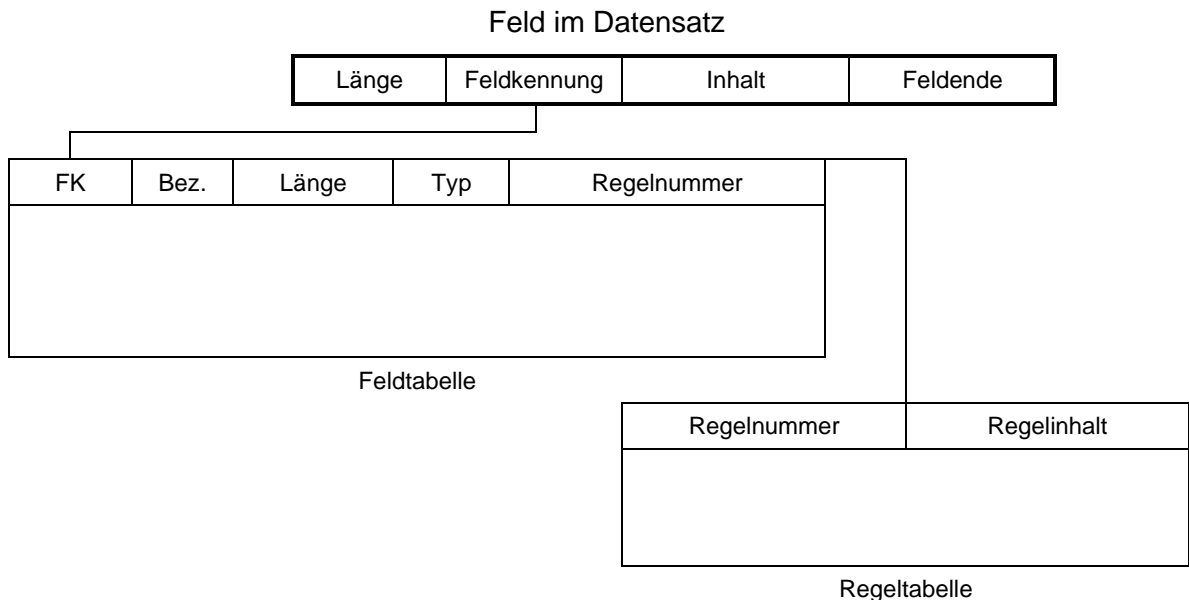 Feld im Datensatz
Länge Feldkennung Inhalt Feldende
FK Bez. Länge Typ Regelnummer
Feldtabelle
Regelnummer Regelinhalt
Regeltabelle